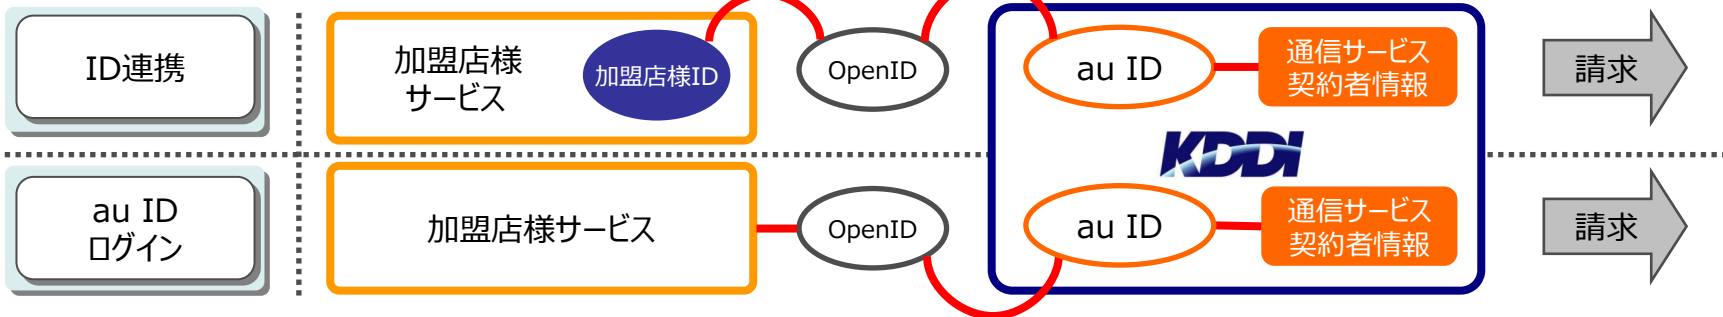 ID連携
加盟店様
サービス
加盟店様ID
OpenID
au ID
通信サービス
契約者情報
請求
KDDI
au ID
ログイン
加盟店様サービス
OpenID
au ID
通信サービス
契約者情報
請求